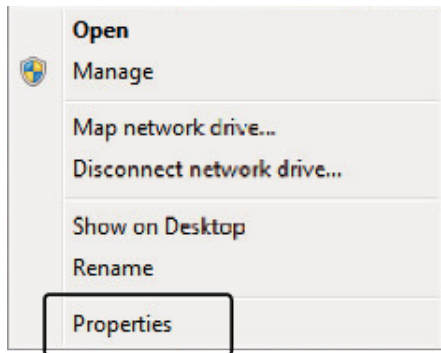 Open
Manage
Map network drive...
Disconnect network drive...
Show on Desktop
Rename
Properties